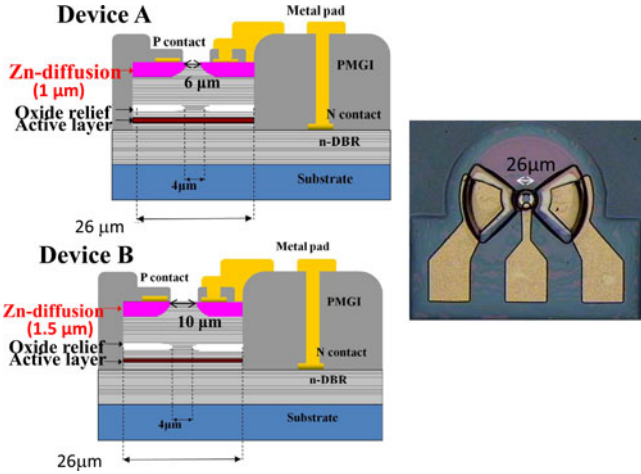 Device A
Metal pad
P contact
Zn-diffusion
(1 μm)
PMGI
6 μm
Oxide relief
Active layer
N contact
n-DBR
4μm
Substrate
26 μm
Device B
Metal pad
P contact
Zn-diffusion
(1.5 μm)
PMGI
10 μm
Oxide relief
Active layer
N contact
n-DBR
4μm
Substrate
26μm
26μm